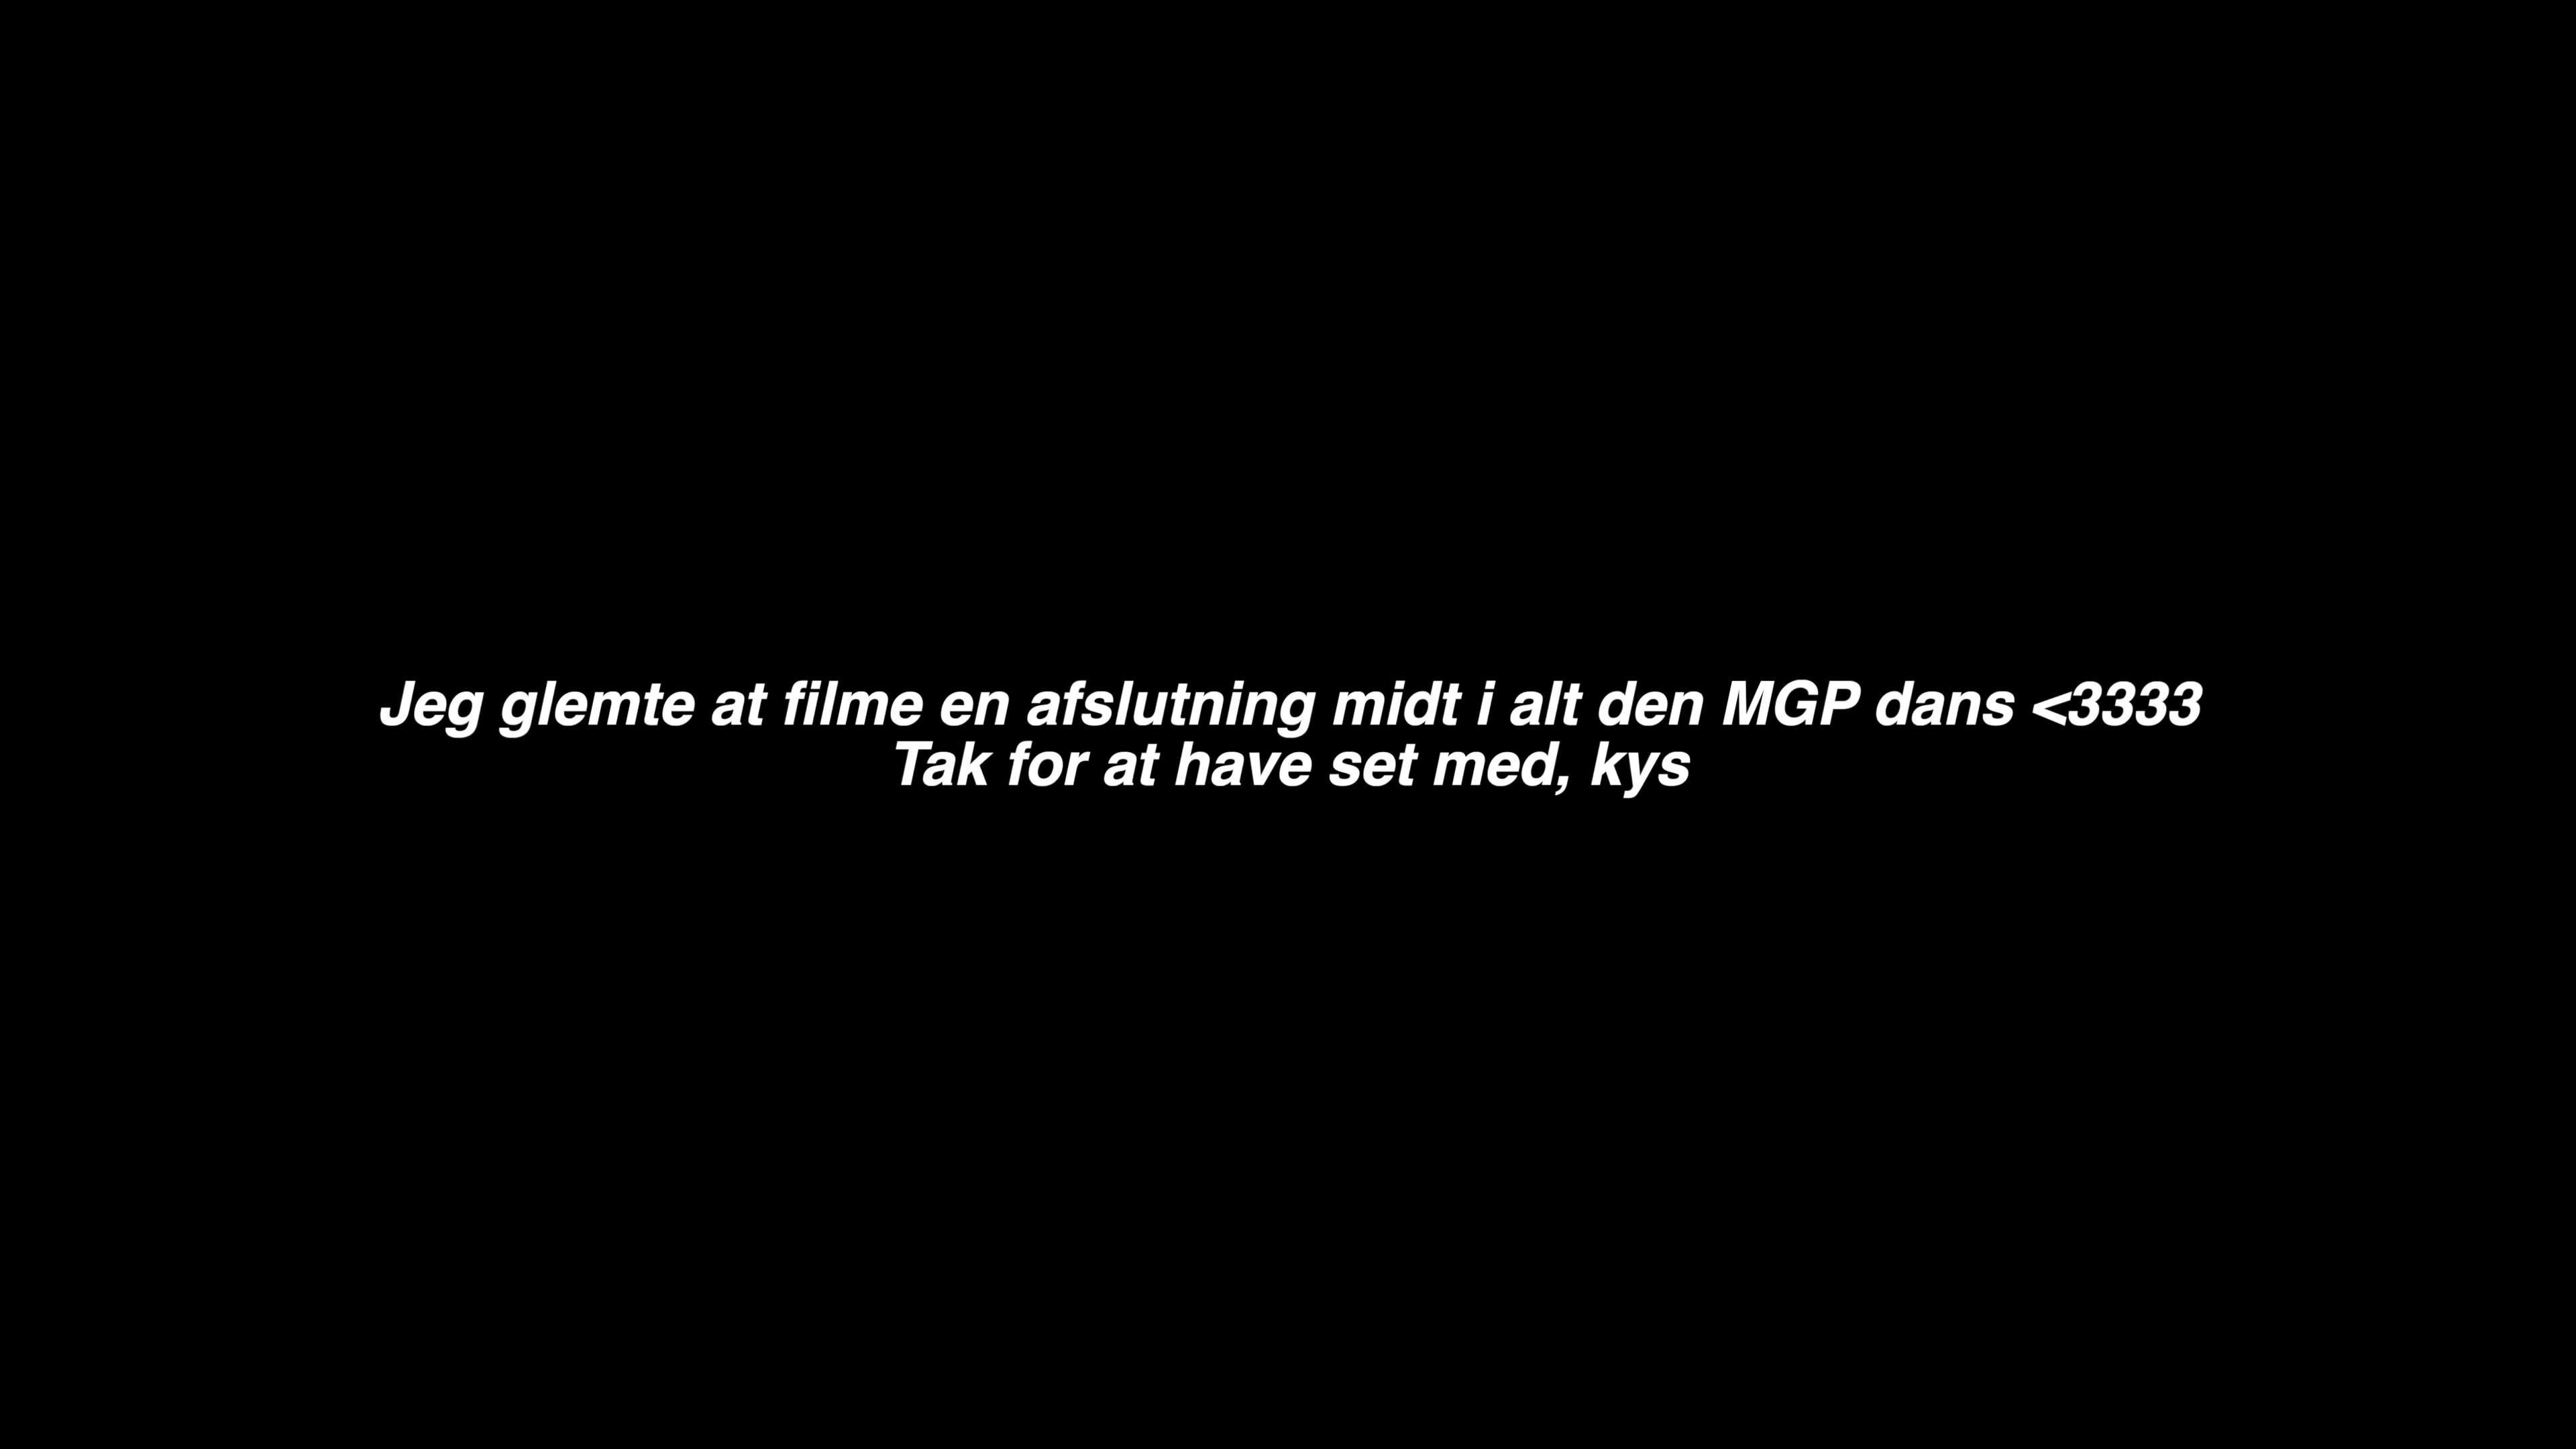 Jeg glemte at filme en afslutning midt i alt den MGP dans <3333
Tak for at have set med, kys